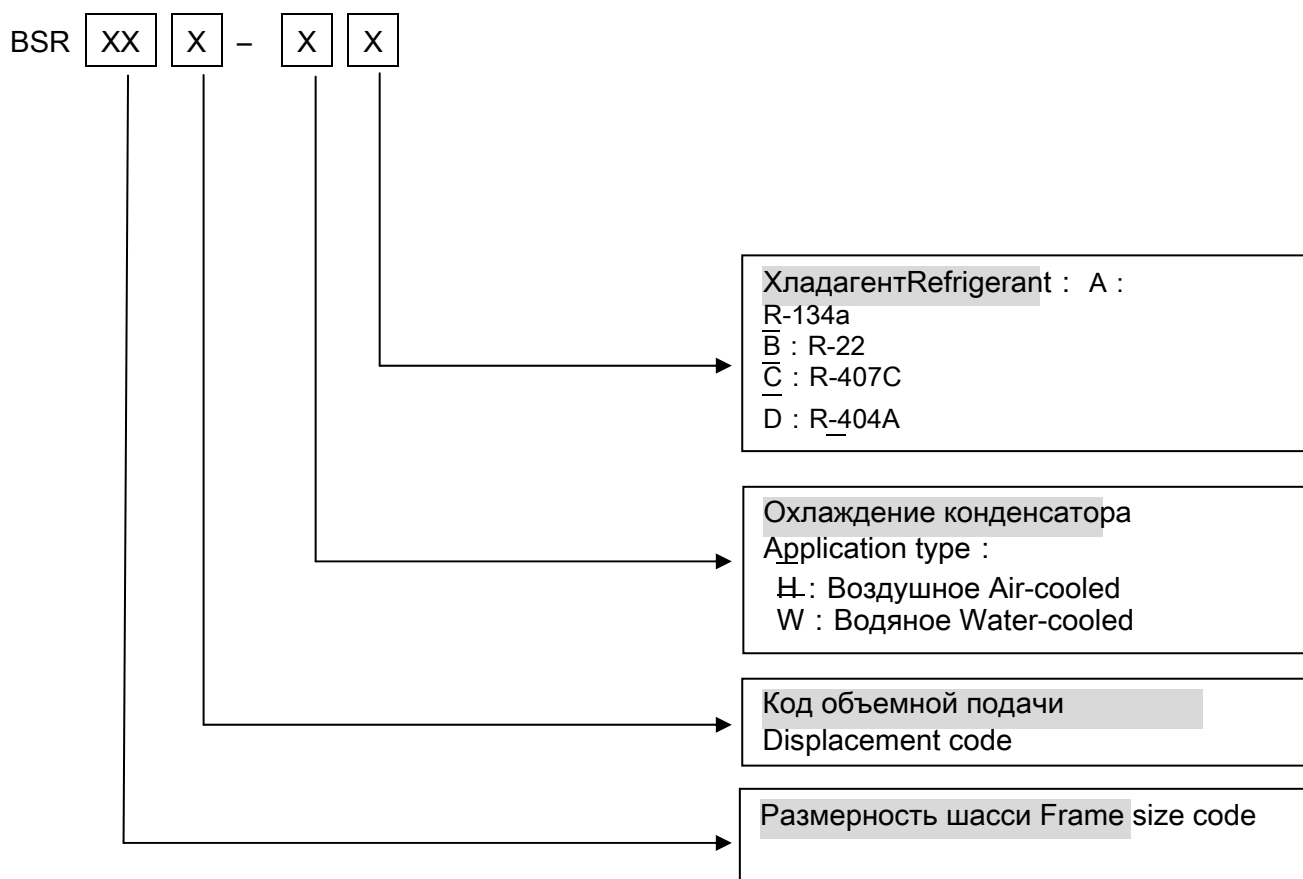 BSR XX X – X X
ХладагентRefrigerant : A :
R-134a
B : R-22
C : R-407C
D : R-404A
Охлаждение конденсатора
Application type :
H : Воздушное Air-cooled
W : Водяное Water-cooled
Код объемной подачи
Displacement code
Размерность шасси Frame size code